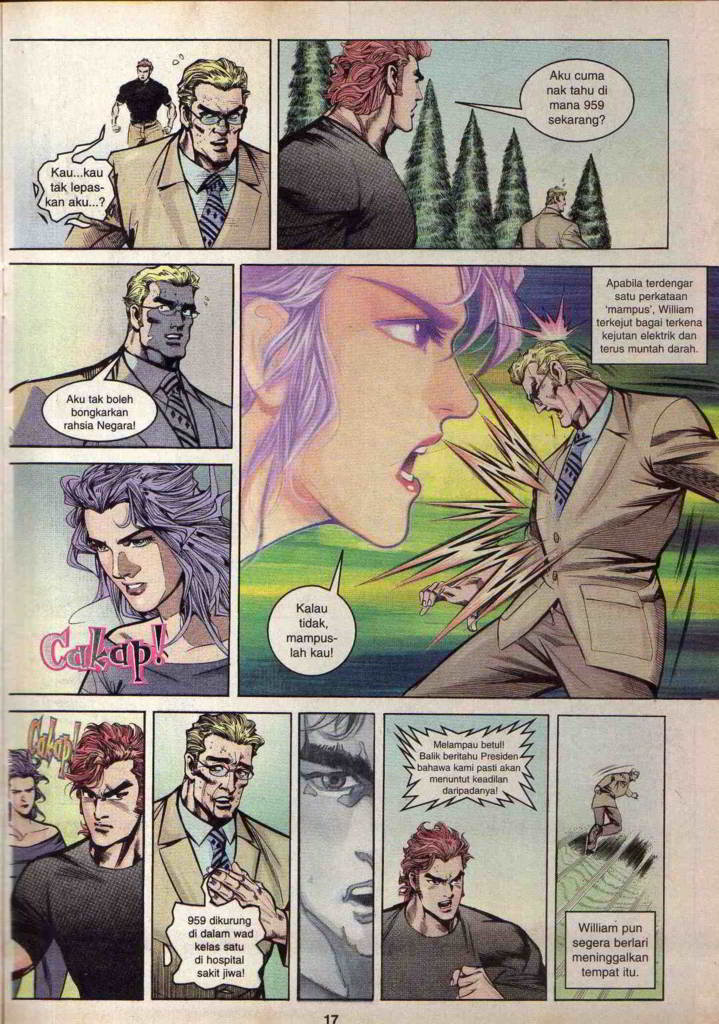 Kau...kau
tak lepas-
kan aku...?
Aku cuma
nak tahu di
mana 959
sekarang?
Aku tak boleh
bongkarkan
rahsia Negara!
Apabila terdengar
satu perkataan
'mampus', William
terkejut bagai terkena
kejutan elektrik dan
terus muntah darah.
Cakap!
Kalau
tidak,
mampus-
lah kau!
Cakap!
959 dikurung
di dalam wad
kelas satu
di hospital
sakit jiwa!
Melampau betul!
Balik beritahu Presiden
bahawa kami pasti akan
menuntut keadilan
daripadanya!
William pun
segera berlari
meninggalkan
tempat itu.
17